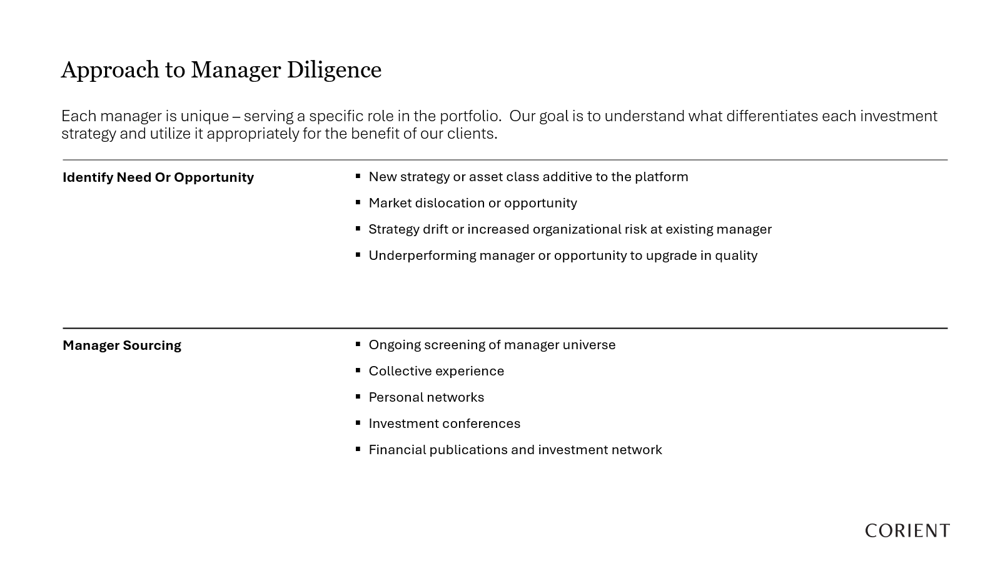 Approach to Manager Diligence
Each manager is unique – serving a specific role in the portfolio.  Our goal is to understand what differentiates each investment
strategy and utilize it appropriately for the benefit of our clients.
Identify Need Or Opportunity
▪ New strategy or asset class additive to the platform
▪ Market dislocation or opportunity
▪ Strategy drift or increased organizational risk at existing manager
▪ Underperforming manager or opportunity to upgrade in quality
Manager Sourcing
▪ Ongoing screening of manager universe
▪ Collective experience
▪ Personal networks
▪ Investment conferences
▪ Financial publications and investment network
CORIENT